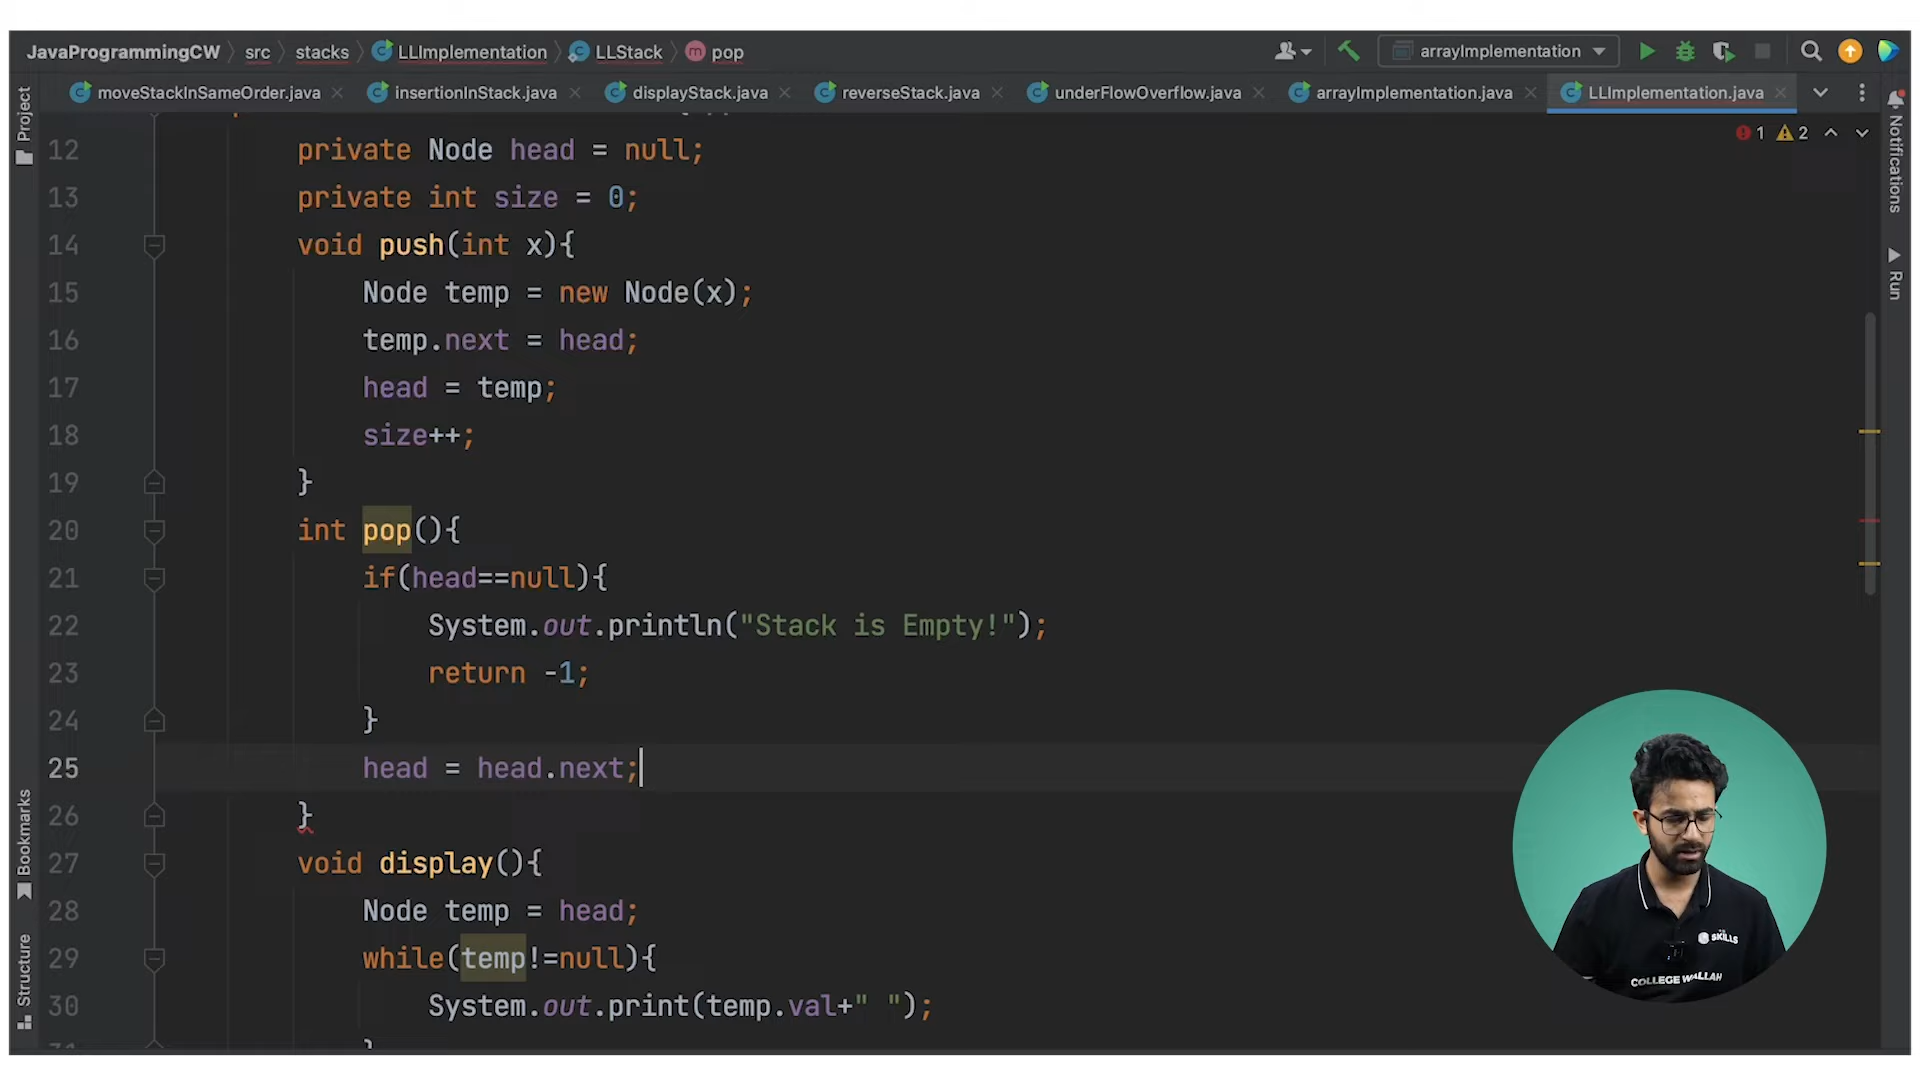 JavaProgrammingCW src stacks LLImplementation LLStack m pop arrayImplementation
moveStackInSameOrder.java insertionInStack.java displayStack.java reverseStack.java underFlowOverflow.java arrayImplementation.java LLImplementation.java
1 2
Project
Notifications
Run
Bookmarks
Structure
12 private Node head = null;
13 private int size = 0;
14 void push(int x){
15 Node temp = new Node(x);
16 temp.next = head;
17 head = temp;
18 size++;
19 }
20 int pop(){
21 if(head==null){
22 System.out.println("Stack is Empty!");
23 return -1;
24 }
25 head = head.next;
26 }
27 void display(){
28 Node temp = head;
29 while(temp!=null){
30 System.out.print(temp.val+" ");
SKILLS
COLLEGE WALLAH